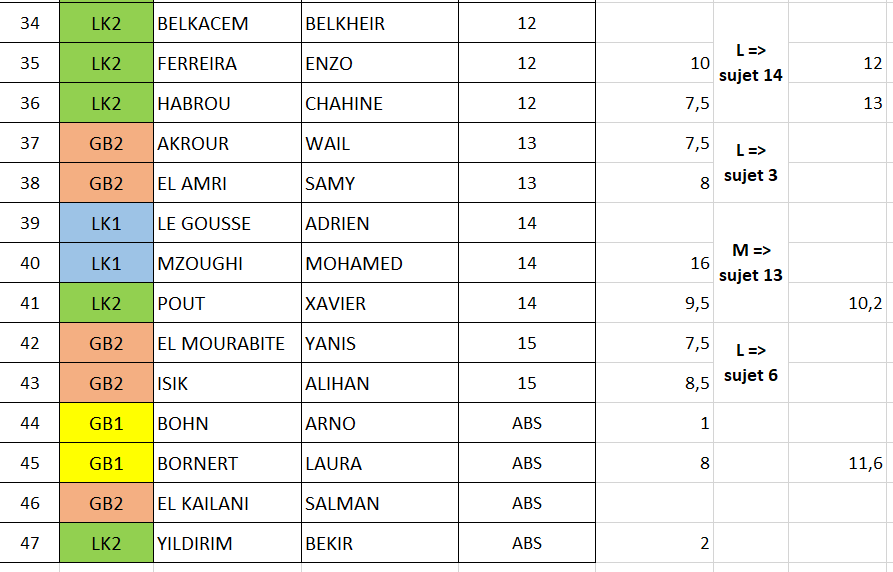 34 LK2 BELKACEM BELKHEIR 12
35 LK2 FERREIRA ENZO 12 10 12
36 LK2 HABROU CHAHINE 12 7,5 13
L =>
sujet 14
37 GB2 AKROUR WAIL 13 7,5
38 GB2 EL AMRI SAMY 13 8
L =>
sujet 3
39 LK1 LE GOUSSE ADRIEN 14
40 LK1 MZOUGHI MOHAMED 14 16
41 LK2 POUT XAVIER 14 9,5 10,2
M =>
sujet 13
42 GB2 EL MOURABITE YANIS 15 7,5
43 GB2 ISIK ALIHAN 15 8,5
L =>
sujet 6
44 GB1 BOHN ARNO ABS 1
45 GB1 BORNERT LAURA ABS 8 11,6
46 GB2 EL KAILANI SALMAN ABS
47 LK2 YILDIRIM BEKIR ABS 2